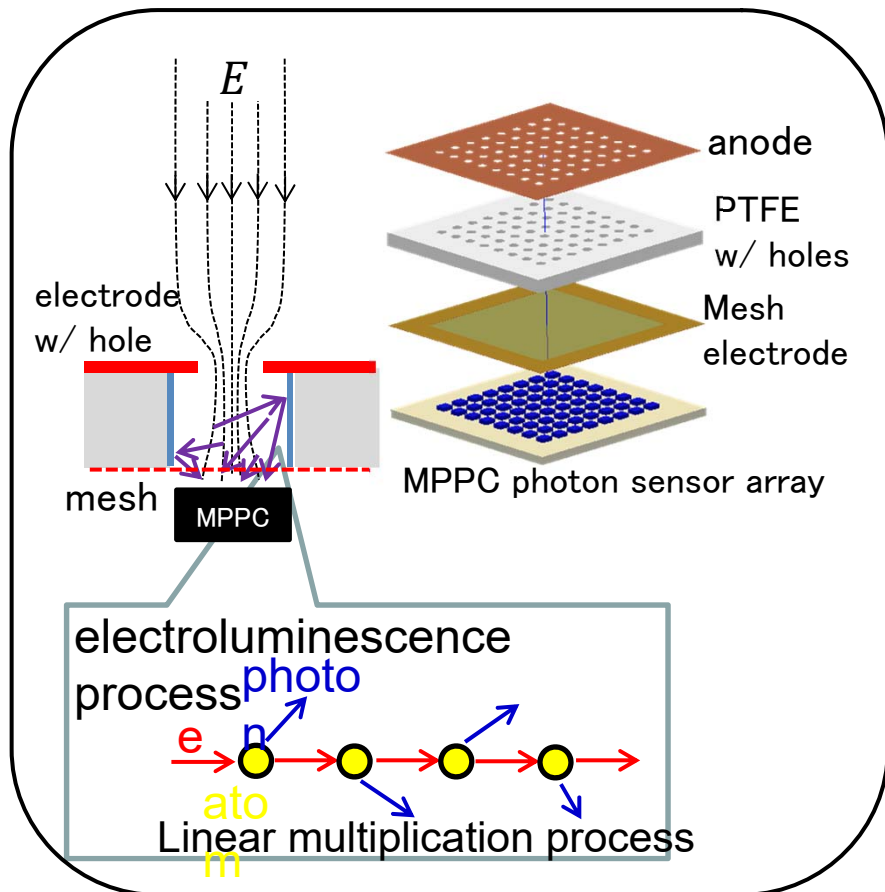 E
electrode
w/ hole
mesh
MPPC
anode
PTFE
w/ holes
Mesh
electrode
MPPC photon sensor array
electroluminescence
process
photo
n
e
ato
m
Linear multiplication process